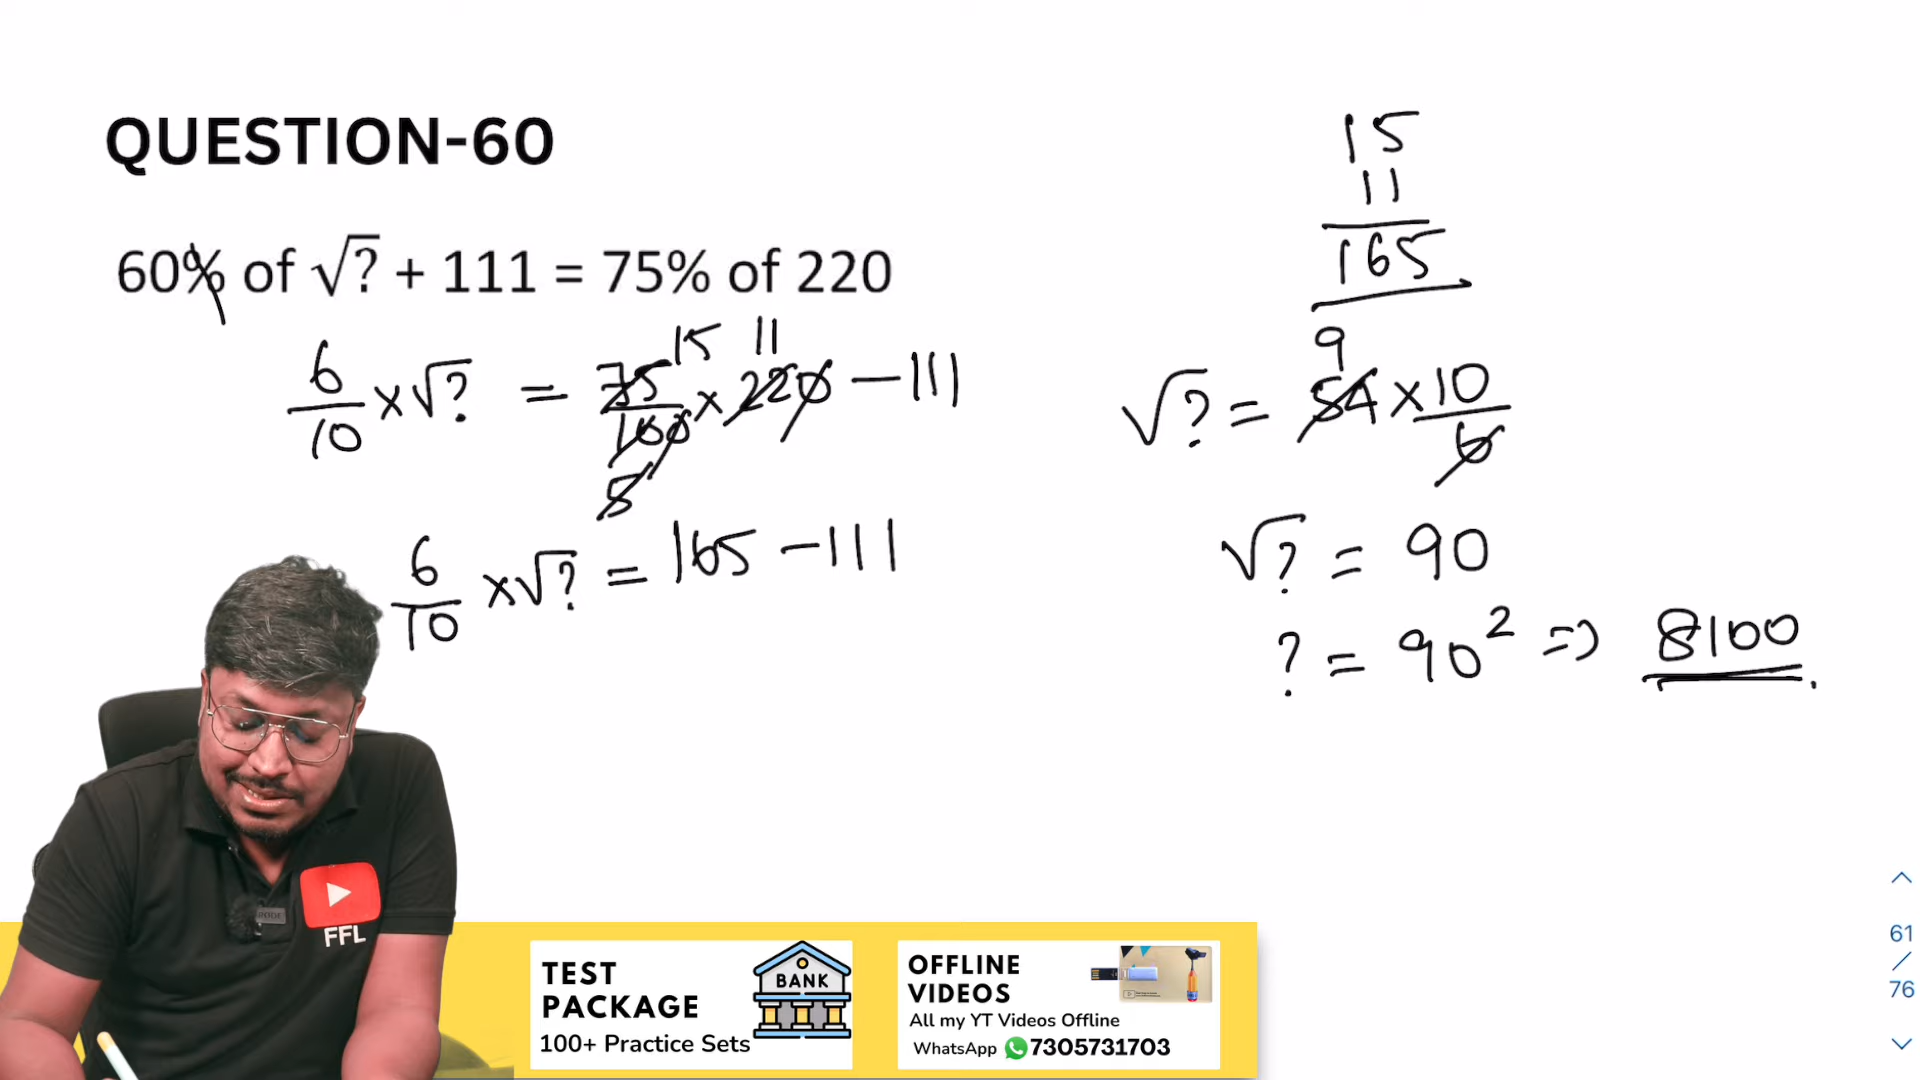 QUESTION-60
60% of √? + 111 = 75% of 220
15
11
165
15 11
6/10 × √? = 75/100 × 220 − 111
5
6/10 × √? = 165 − 111
9
√? = 54 × 10/6
√? = 90
? = 90² => 8100
FFL
RODE
TEST
PACKAGE
100+ Practice Sets
BANK
OFFLINE
VIDEOS
All my YT Videos Offline
WhatsApp 7305731703
61
/
76